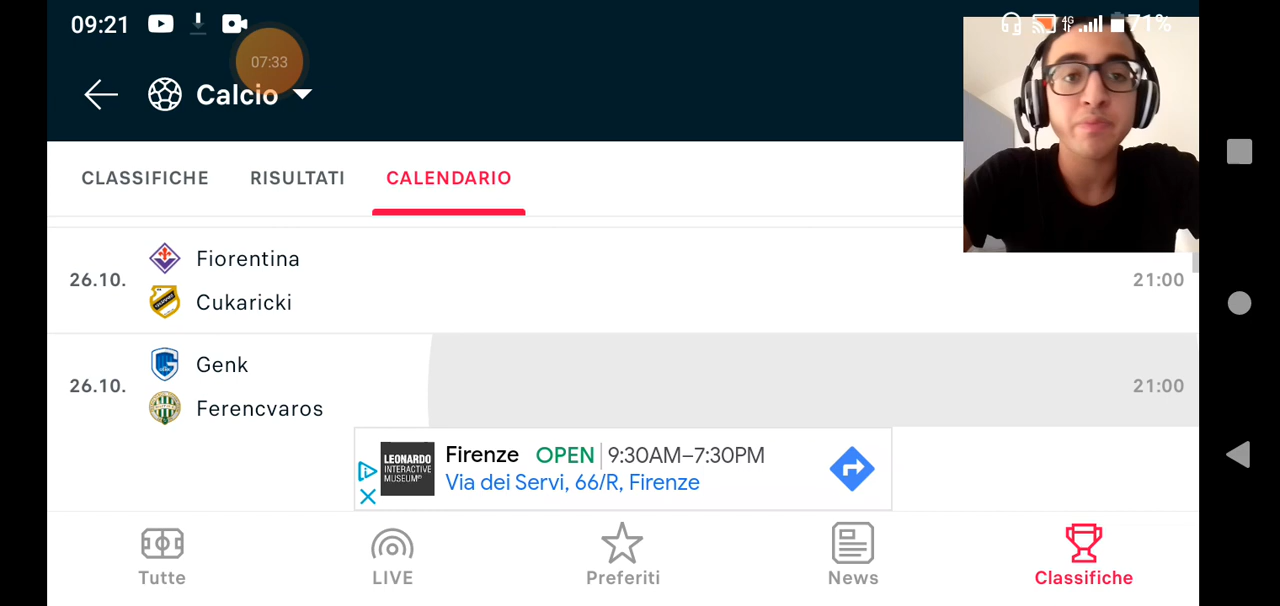 09:21
4G
71%
07:33
Calcio
CLASSIFICHE RISULTATI CALENDARIO
26.10. Fiorentina
Cukaricki
21:00
26.10. Genk
Ferencvaros
21:00
LEONARDO
INTERACTIVE
MUSEUM
Firenze OPEN 9:30AM–7:30PM
Via dei Servi, 66/R, Firenze
Tutte LIVE Preferiti News Classifiche